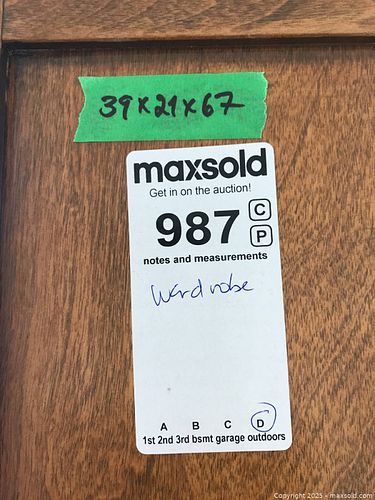 39x21x67
maxsold
Get in on the auction!
987 C
P
notes and measurements
wardrobe
A B C D
1st 2nd 3rd bsmt garage outdoors
Copyright 2025 - maxsold.com